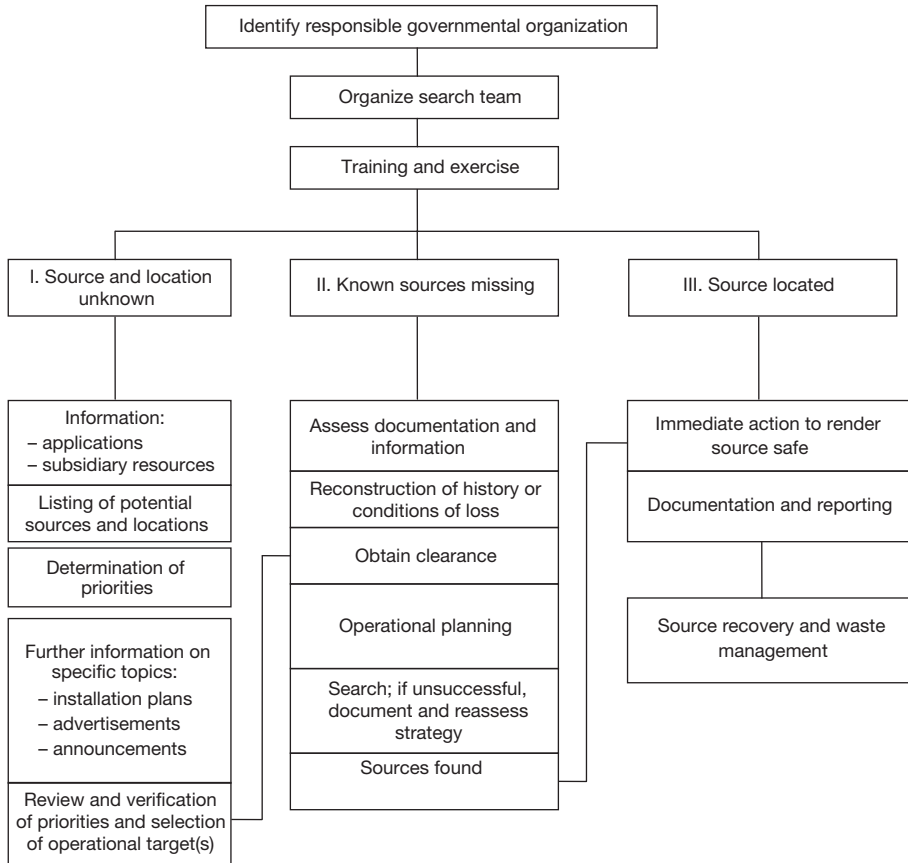 Identify responsible governmental organization
Organize search team
Training and exercise
I. Source and location
unknown
II. Known sources missing
III. Source located
Information:
– applications
– subsidiary resources
Listing of potential
sources and locations
Determination of
priorities
Further information on
specific topics:
– installation plans
– advertisements
– announcements
Review and verification
of priorities and selection
of operational target(s)
Assess documentation and
information
Reconstruction of history or
conditions of loss
Obtain clearance
Operational planning
Search; if unsuccessful,
document and reassess
strategy
Sources found
Immediate action to render
source safe
Documentation and reporting
Source recovery and waste
management